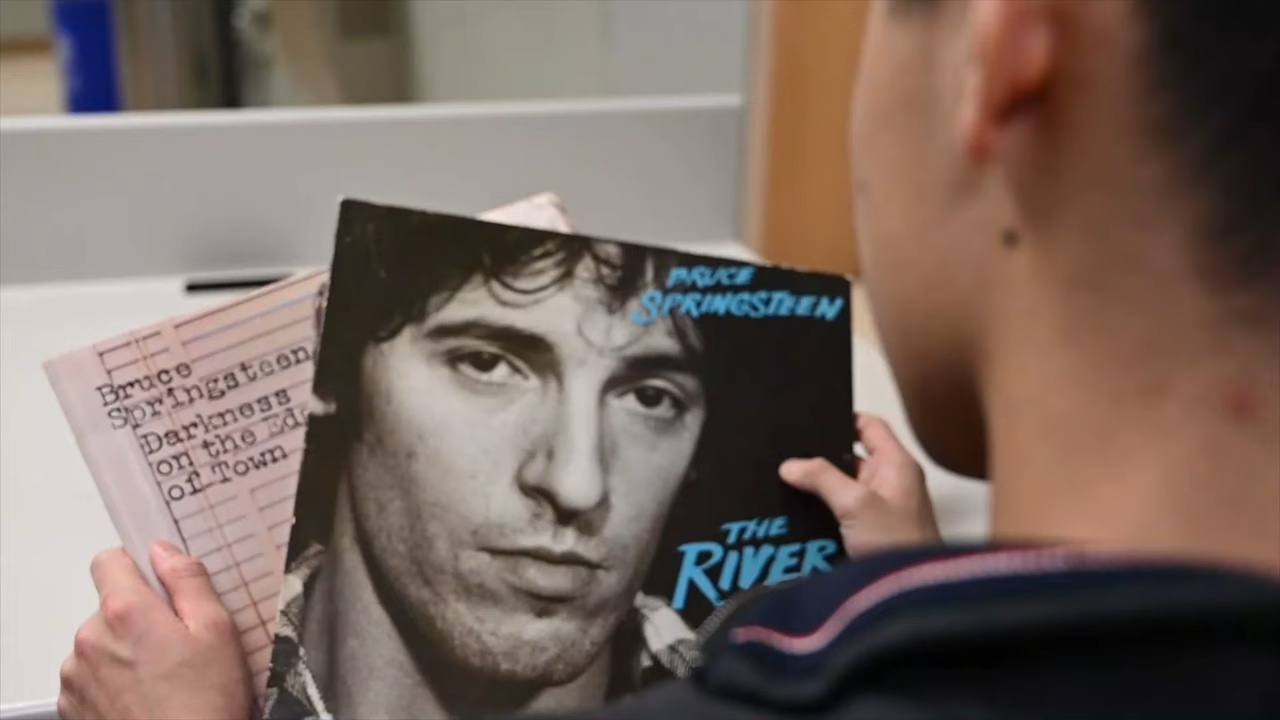 Bruce
Springsteen
Darkness
on the Ed
of Town
BRUCE
SPRINGSTEEN
THE
RIVER